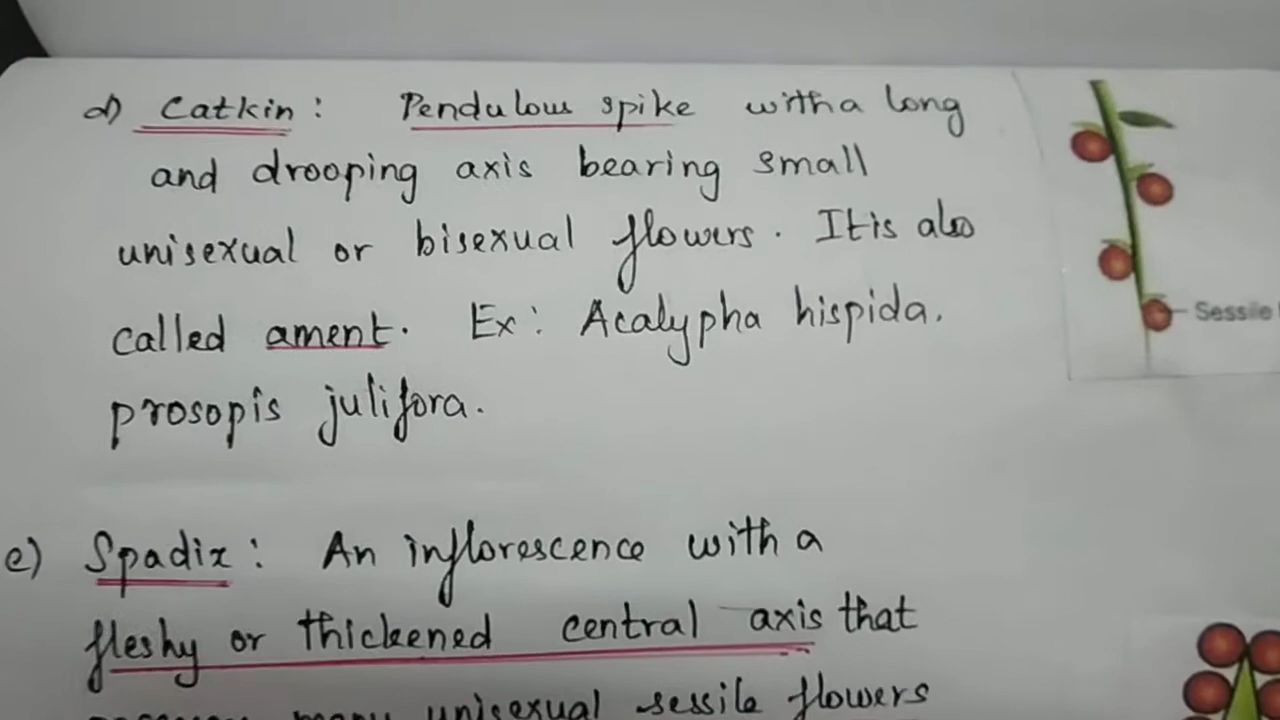 d) Catkin : Pendulous spike with a long
and drooping axis bearing small
unisexual or bisexual flowers. It is also
called ament. Ex: Acalypha hispida.
prosopis julifora.
Sessile
e) Spadix : An inflorescence with a
fleshy or thickened central axis that
many unisexual sessile flowers